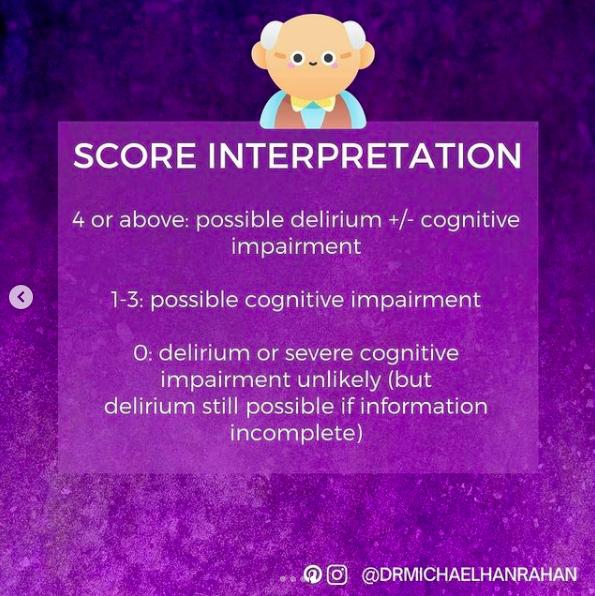 SCORE INTERPRETATION
4 or above: possible delirium +/- cognitive
impairment
1-3: possible cognitive impairment
0: delirium or severe cognitive
impairment unlikely (but
delirium still possible if information
incomplete)
@DRMICHAELHANRAHAN